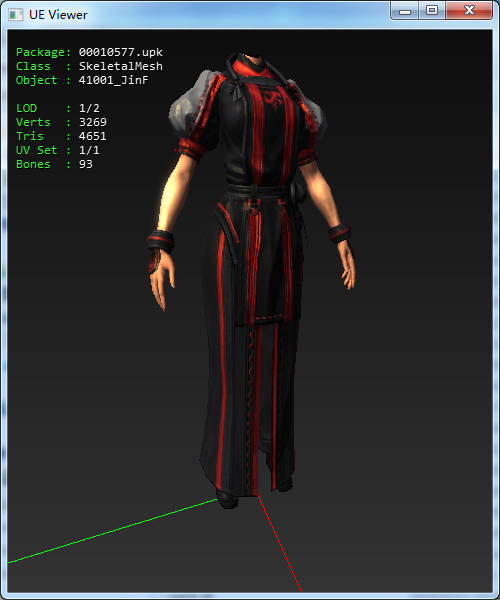 UE Viewer
Package: 00010577.upk
Class  : SkeletalMesh
Object : 41001_JinF
LOD    : 1/2
Verts  : 3269
Tris   : 4651
UV Set : 1/1
Bones  : 93